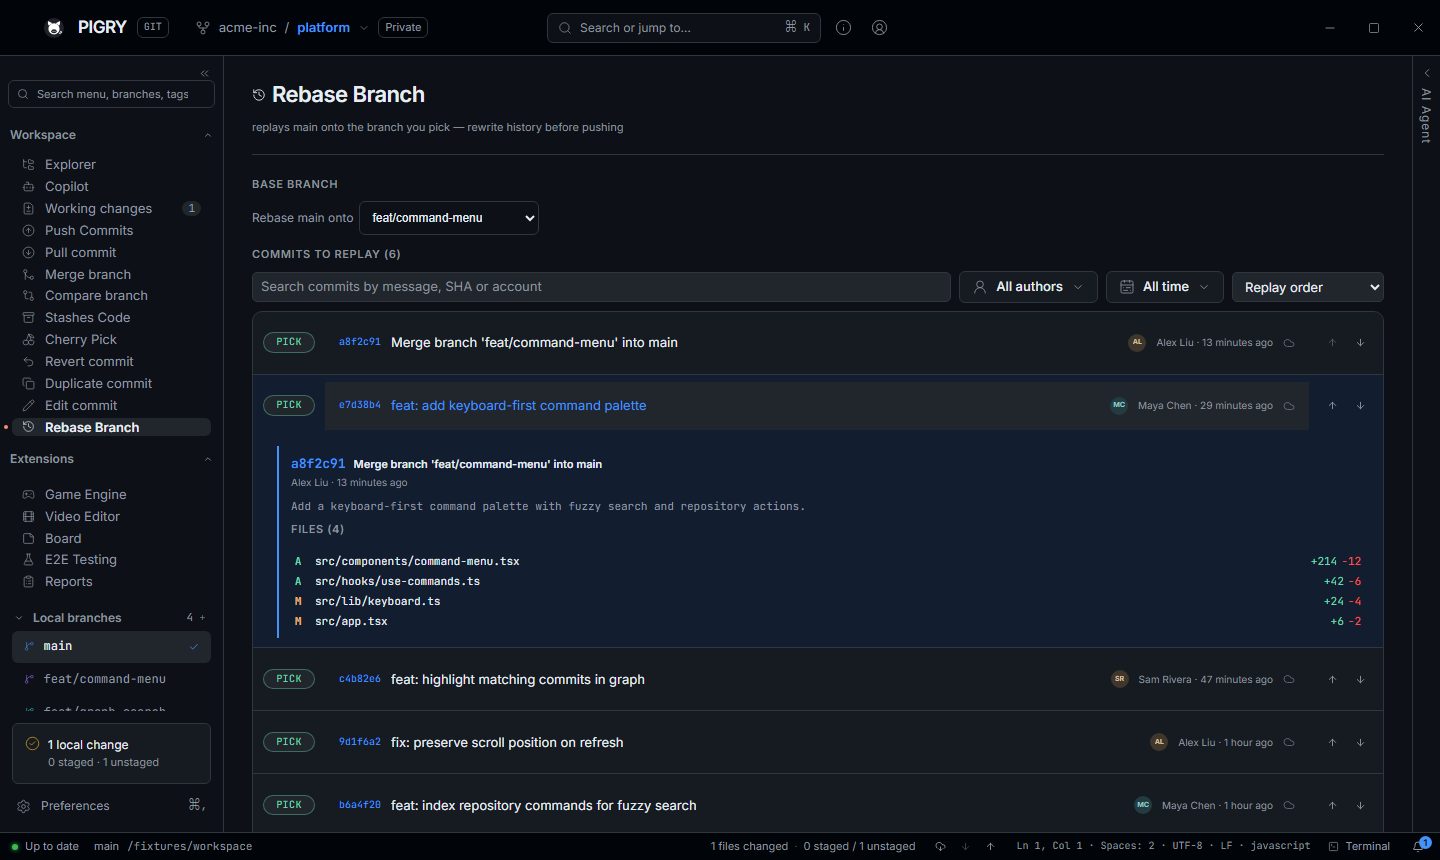 PIGRY GIT acme-inc / platform Private Search or jump to... ⌘ K
Search menu, branches, tags
Workspace
Explorer
Copilot
Working changes 1
Push Commits
Pull commit
Merge branch
Compare branch
Stashes Code
Cherry Pick
Revert commit
Duplicate commit
Edit commit
Rebase Branch
Extensions
Game Engine
Video Editor
Board
E2E Testing
Reports
Local branches 4 +
main
feat/command-menu
feat/graph-search
1 local change
0 staged · 1 unstaged
Preferences ⌘,
Rebase Branch
replays main onto the branch you pick — rewrite history before pushing
BASE BRANCH
Rebase main onto feat/command-menu
COMMITS TO REPLAY (6)
Search commits by message, SHA or account All authors All time Replay order
PICK a8f2c91 Merge branch 'feat/command-menu' into main AL Alex Liu · 13 minutes ago
PICK e7d38b4 feat: add keyboard-first command palette MC Maya Chen · 29 minutes ago
a8f2c91 Merge branch 'feat/command-menu' into main
Alex Liu · 13 minutes ago
Add a keyboard-first command palette with fuzzy search and repository actions.
FILES (4)
A src/components/command-menu.tsx +214 -12
A src/hooks/use-commands.ts +42 -6
M src/lib/keyboard.ts +24 -4
M src/app.tsx +6 -2
PICK c4b82e6 feat: highlight matching commits in graph SR Sam Rivera · 47 minutes ago
PICK 9d1f6a2 fix: preserve scroll position on refresh AL Alex Liu · 1 hour ago
PICK b6a4f20 feat: index repository commands for fuzzy search MC Maya Chen · 1 hour ago
AI Agent
Up to date main /fixtures/workspace 1 files changed · 0 staged / 1 unstaged Ln 1, Col 1 · Spaces: 2 · UTF-8 · LF · javascript Terminal 1